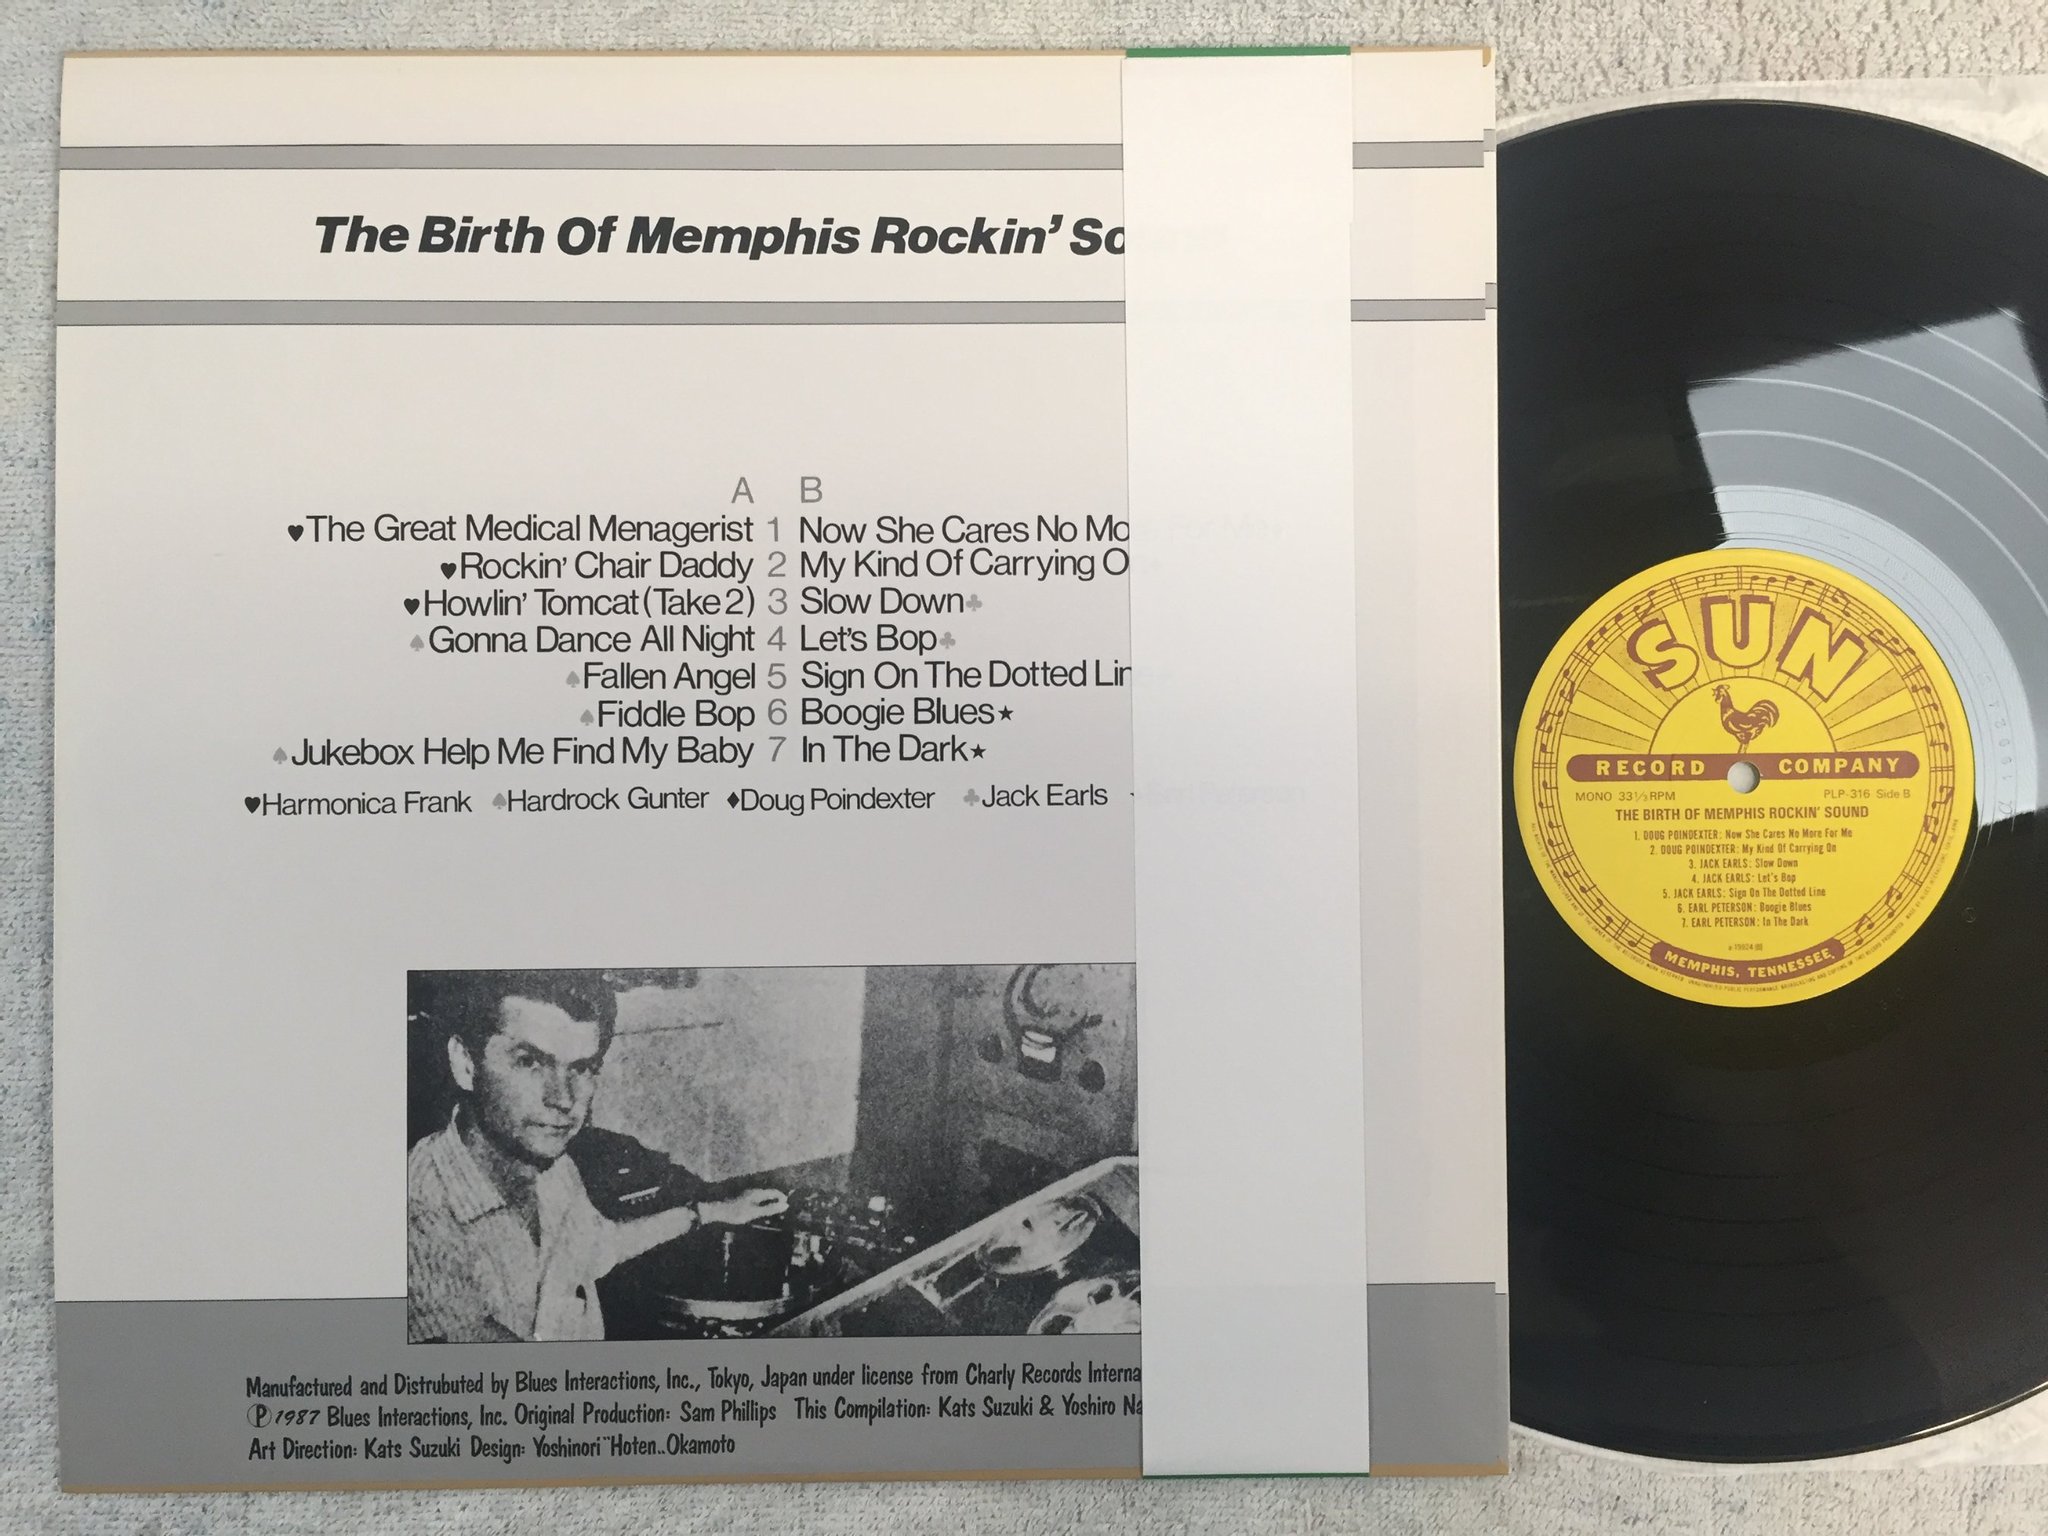 The Birth Of Memphis Rockin' So
A B
♥The Great Medical Menagerist 1 Now She Cares No Mo
♥Rockin' Chair Daddy 2 My Kind Of Carrying O
♥Howlin' Tomcat(Take2) 3 Slow Down♣
♠Gonna Dance All Night 4 Let's Bop♣
♠Fallen Angel 5 Sign On The Dotted Lin
♠Fiddle Bop 6 Boogie Blues★
♠Jukebox Help Me Find My Baby 7 In The Dark★
♥Harmonica Frank ♠Hardrock Gunter ♦Doug Poindexter ♣Jack Earls
Manufactured and Distrubuted by Blues Interactions, Inc., Tokyo, Japan under license from Charly Records Interna
℗1987 Blues Interactions, Inc. Original Production: Sam Phillips This Compilation: Kats Suzuki & Yoshiro Na
Art Direction: Kats Suzuki Design: Yoshinori "Hoten.. Okamoto
SUN
RECORD COMPANY
MONO 33 1/3 RPM PLP-316 Side B
THE BIRTH OF MEMPHIS ROCKIN' SOUND
1. DOUG POINDEXTER: Now She Cares No More For Me
2. DOUG POINDEXTER: My Kind Of Carrying On
3. JACK EARLS: Slow Down
4. JACK EARLS: Let's Bop
5. JACK EARLS: Sign On The Dotted Line
6. EARL PETERSON: Boogie Blues
7. EARL PETERSON: In The Dark
MEMPHIS, TENNESSEE